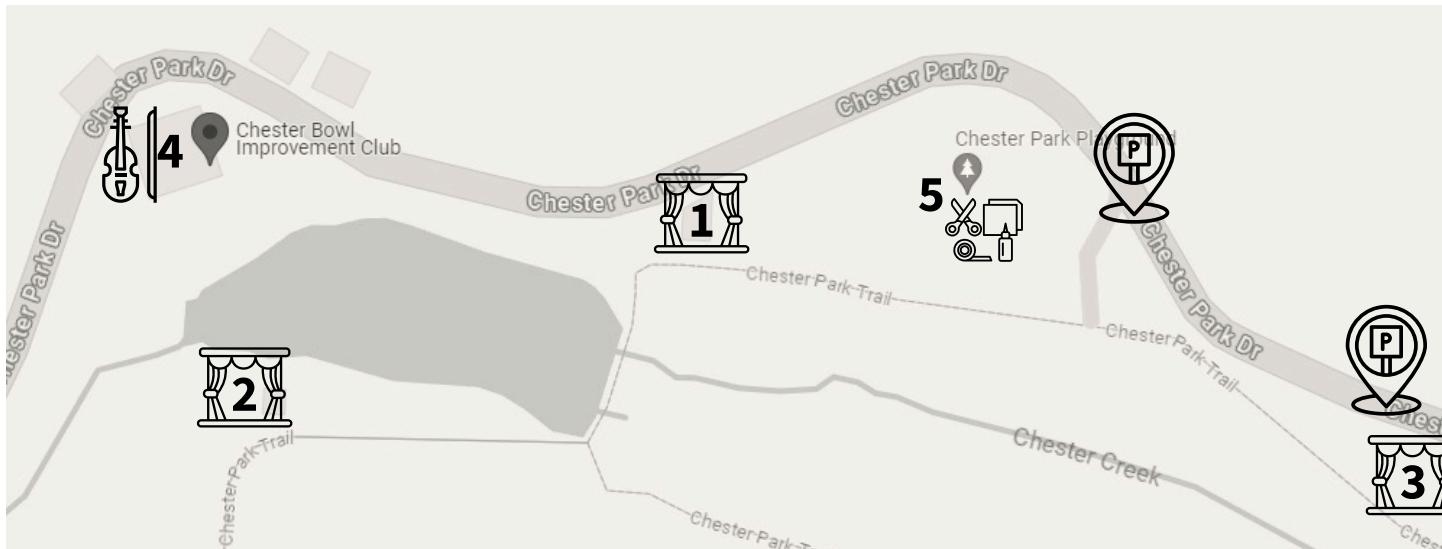 Chester Park Dr
Chester Park Dr
4
Chester Bowl
Improvement Club
Chester Park Dr
Chester Park Playground
P
5
1
Chester Park Trail
Chester Park Dr
Chester Park Trail
P
2
Chester Park Trail
Chester Creek
3
Chester Park